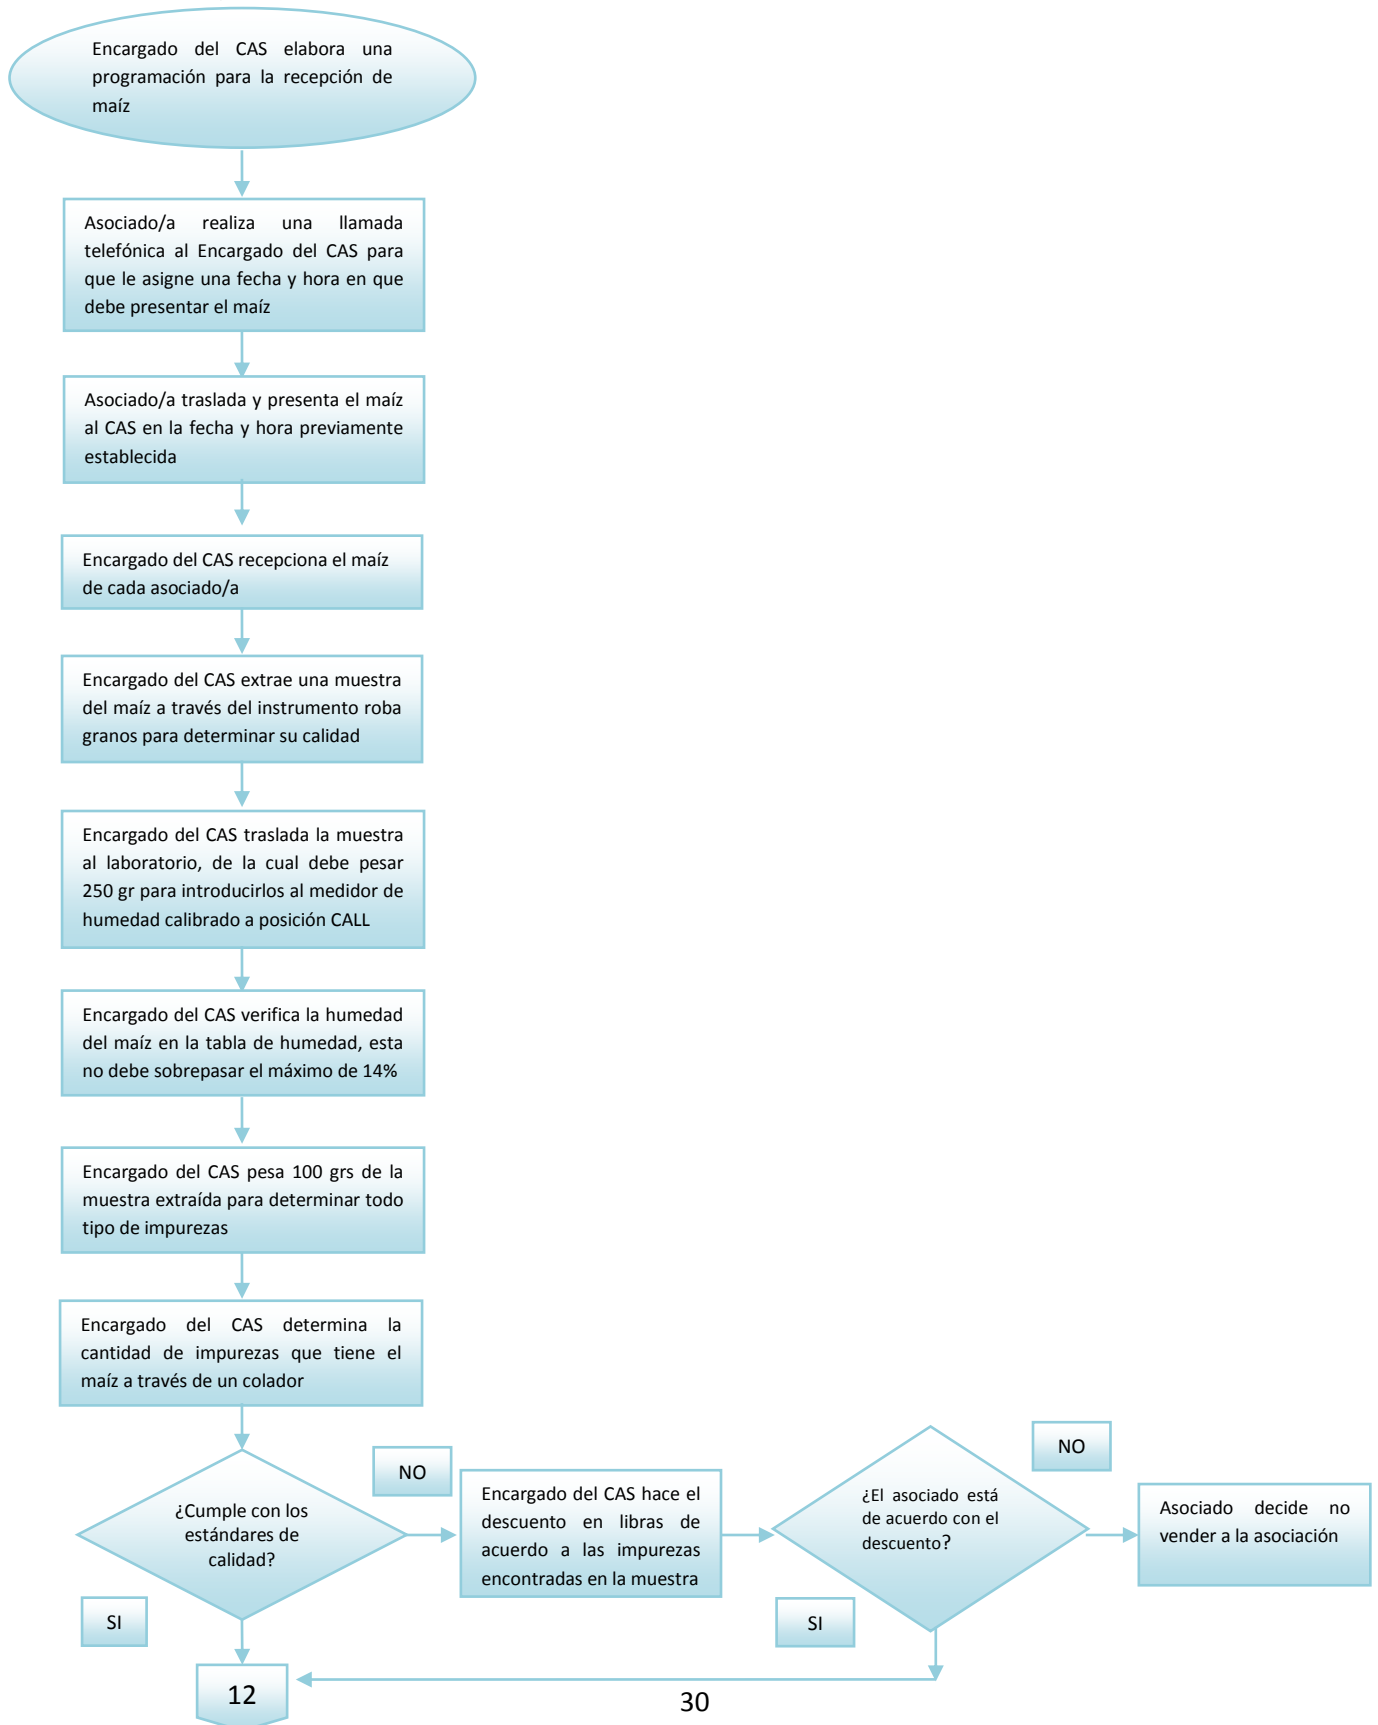 Encargado del CAS elabora una
programación para la recepción de
maíz
Asociado/a realiza una llamada
telefónica al Encargado del CAS para
que le asigne una fecha y hora en que
debe presentar el maíz
Asociado/a traslada y presenta el maíz
al CAS en la fecha y hora previamente
establecida
Encargado del CAS recepciona el maíz
de cada asociado/a
Encargado del CAS extrae una muestra
del maíz a través del instrumento roba
granos para determinar su calidad
Encargado del CAS traslada la muestra
al laboratorio, de la cual debe pesar
250 gr para introducirlos al medidor de
humedad calibrado a posición CALL
Encargado del CAS verifica la humedad
del maíz en la tabla de humedad, esta
no debe sobrepasar el máximo de 14%
Encargado del CAS pesa 100 grs de la
muestra extraída para determinar todo
tipo de impurezas
Encargado del CAS determina la
cantidad de impurezas que tiene el
maíz a través de un colador
¿Cumple con los
estándares de
calidad?
NO
Encargado del CAS hace el
descuento en libras de
acuerdo a las impurezas
encontradas en la muestra
¿El asociado está
de acuerdo con el
descuento?
NO
Asociado decide no
vender a la asociación
SI
SI
12
30